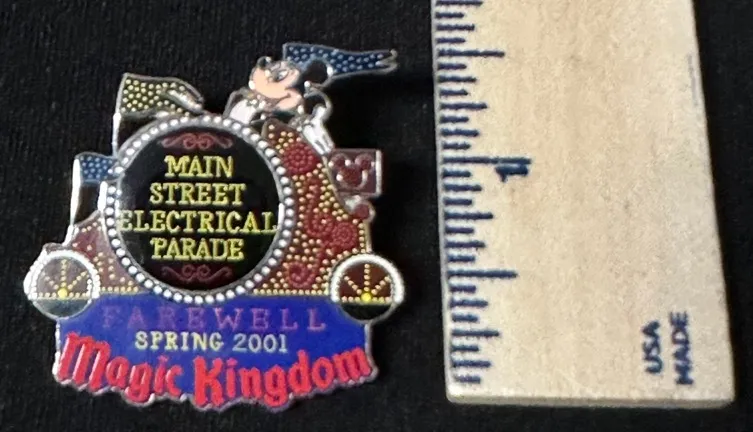 MAIN
STREET
ELECTRICAL
PARADE
FAREWELL
SPRING 2001
Magic Kingdom
1
USA
MADE